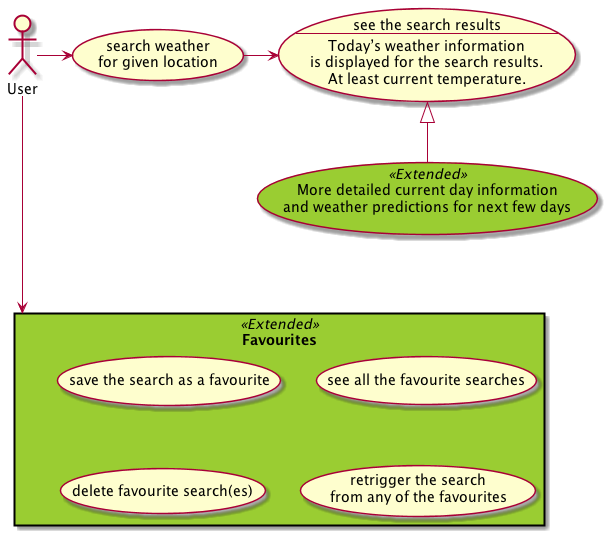 see the search results
search weather
for given location
Today's weather information
is displayed for the search results.
At least current temperature.
User
«Extended»
More detailed current day information
and weather predictions for next few days
«Extended»
Favourites
save the search as a favourite
see all the favourite searches
delete favourite search(es)
retrigger the search
from any of the favourites